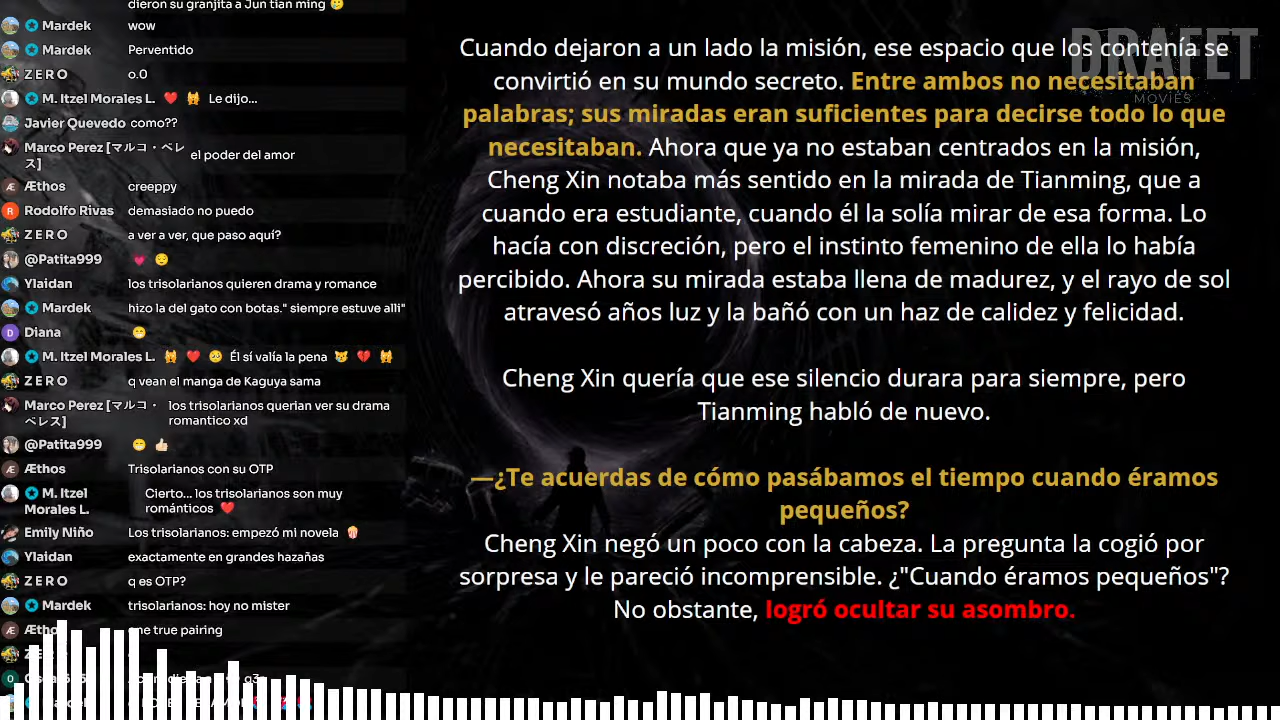 dieron su granjita a Jun tian ming 🥲
Mardek wow
Mardek Perventido
Z E R O o.0
M. Itzel Morales L. ❤️ 🙀 Le dijo...
Javier Quevedo como??
Marco Perez [マルコ・ペレ
ス] el poder del amor
Æthos creeppy
Rodolfo Rivas demasiado no puedo
Z E R O a ver a ver, que paso aquí?
@Patita999 💗 😌
Ylaidan los trisolarianos quieren drama y romance
Mardek hizo la del gato con botas." siempre estuve alli"
Diana 😁
M. Itzel Morales L. 🙀 ❤️ 🥹 Él sí valía la pena 😿 💔 🙀
Z E R O q vean el manga de Kaguya sama
Marco Perez [マルコ・ los trisolarianos querian ver su drama
ペレス] romantico xd
@Patita999 😁 👍🏻
Æthos Trisolarianos con su OTP
M. Itzel Cierto... los trisolarianos son muy
Morales L. románticos ❤️
Emily Niño Los trisolarianos: empezó mi novela 🍿
Ylaidan exactamente en grandes hazañas
Z E R O q es OTP?
Mardek trisolarianos: hoy no mister
Æthos one true pairing
Z E R O
DRAFET
MOVIES
Cuando dejaron a un lado la misión, ese espacio que los contenía se
convirtió en su mundo secreto. Entre ambos no necesitaban
palabras; sus miradas eran suficientes para decirse todo lo que
necesitaban. Ahora que ya no estaban centrados en la misión,
Cheng Xin notaba más sentido en la mirada de Tianming, que a
cuando era estudiante, cuando él la solía mirar de esa forma. Lo
hacía con discreción, pero el instinto femenino de ella lo había
percibido. Ahora su mirada estaba llena de madurez, y el rayo de sol
atravesó años luz y la bañó con un haz de calidez y felicidad.
Cheng Xin quería que ese silencio durara para siempre, pero
Tianming habló de nuevo.
—¿Te acuerdas de cómo pasábamos el tiempo cuando éramos
pequeños?
Cheng Xin negó un poco con la cabeza. La pregunta la cogió por
sorpresa y le pareció incomprensible. ¿"Cuando éramos pequeños"?
No obstante, logró ocultar su asombro.